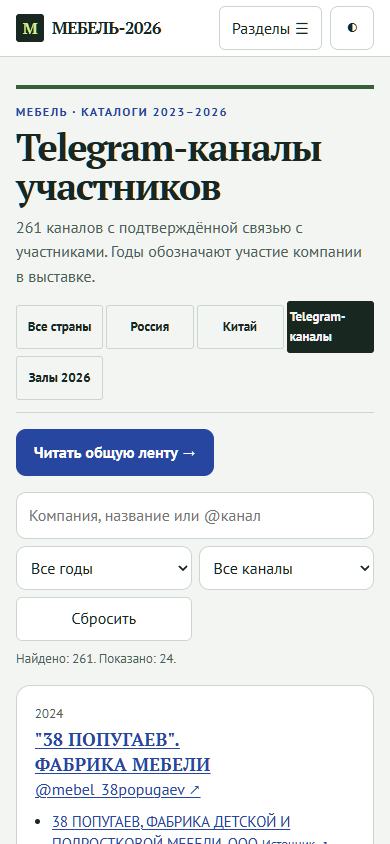 М МЕБЕЛЬ-2026 Разделы ☰ ◐
МЕБЕЛЬ · КАТАЛОГИ 2023–2026
Telegram-каналы
участников
261 каналов с подтверждённой связью с
участниками. Годы обозначают участие компании
в выставке.
Все страны Россия Китай Telegram-
каналы
Залы 2026
Читать общую ленту →
Компания, название или @канал
Все годы Все каналы
Сбросить
Найдено: 261. Показано: 24.
2024
"38 ПОПУГАЕВ".
ФАБРИКА МЕБЕЛИ
@mebel_38popugaev ↗
• 38 ПОПУГАЕВ, ФАБРИКА ДЕТСКОЙ И
ПОДРОСТКОВОЙ МЕБЕЛИ, ООО Источник ↗